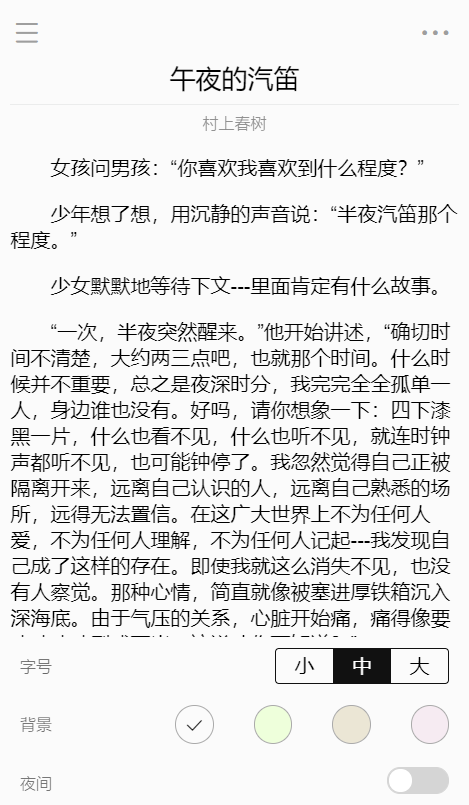 午夜的汽笛
村上春树
女孩问男孩：“你喜欢我喜欢到什么程度？”
少年想了想，用沉静的声音说：“半夜汽笛那个
程度。”
少女默默地等待下文---里面肯定有什么故事。
“一次，半夜突然醒来。”他开始讲述，“确切时
间不清楚，大约两三点吧，也就那个时间。什么时
候并不重要，总之是夜深时分，我完完全全孤单一
人，身边谁也没有。好吗，请你想象一下：四下漆
黑一片，什么也看不见，什么也听不见，就连时钟
声都听不见，也可能钟停了。我忽然觉得自己正被
隔离开来，远离自己认识的人，远离自己熟悉的场
所，远得无法置信。在这广大世界上不为任何人
爱，不为任何人理解，不为任何人记起---我发现自
己成了这样的存在。即使我就这么消失不见，也没
有人察觉。那种心情，简直就像被塞进厚铁箱沉入
深海底。由于气压的关系，心脏开始痛，痛得像要
字号 小 中 大
背景
夜间